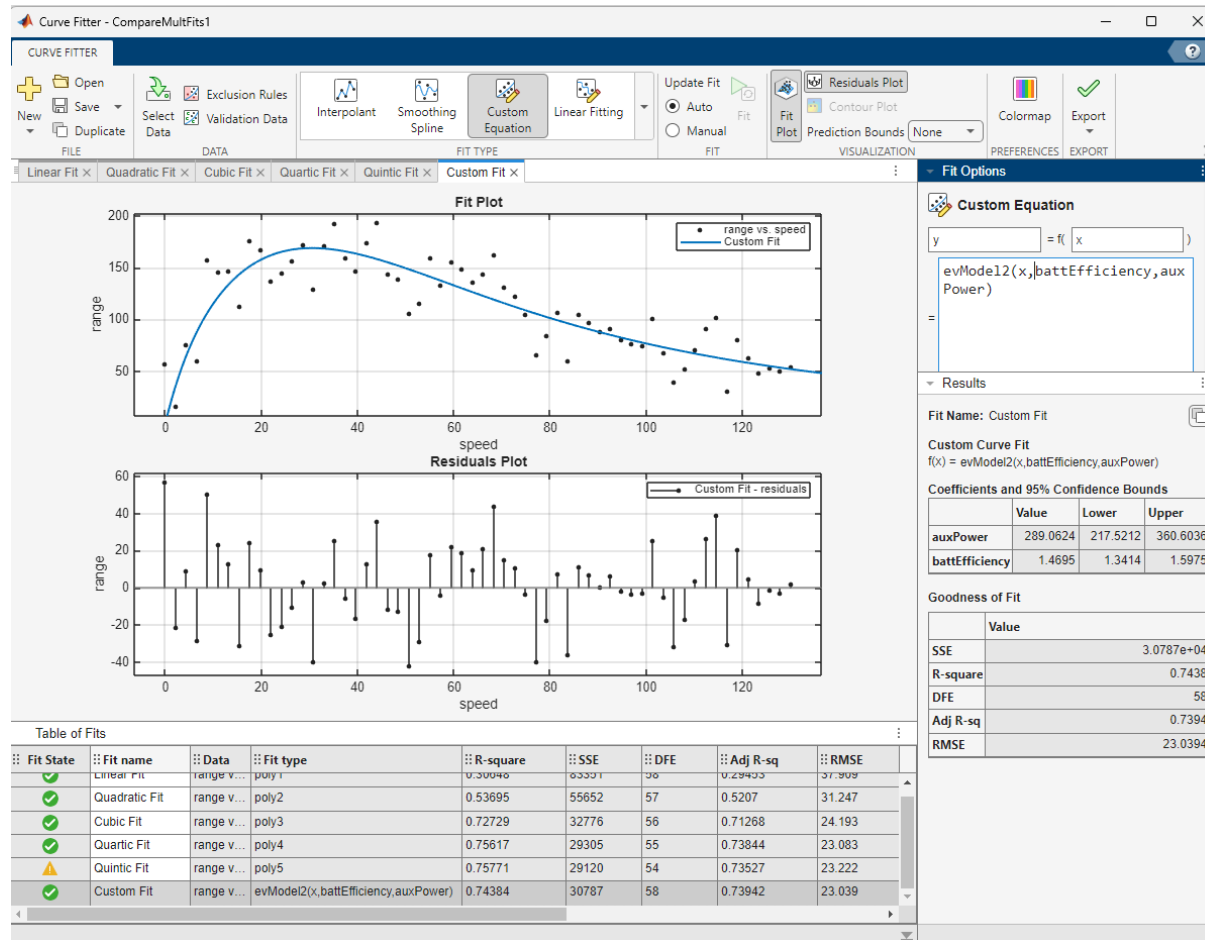 Curve Fitter - CompareMultFits1
CURVE FITTER
?
New
Open
Save
Duplicate
FILE
Select
Data
Exclusion Rules
Validation Data
DATA
Interpolant
Smoothing
Spline
Custom
Equation
Linear Fitting
FIT TYPE
Update Fit
Auto
Manual
Fit
FIT
Fit
Plot
Residuals Plot
Contour Plot
Prediction Bounds None
VISUALIZATION
Colormap
PREFERENCES
Export
EXPORT
Linear Fit × Quadratic Fit × Cubic Fit × Quartic Fit × Quintic Fit × Custom Fit ×
Fit Plot
range vs. speed
Custom Fit
200
150
100
50
range
0 20 40 60 80 100 120
speed
Residuals Plot
Custom Fit - residuals
60
40
20
0
-20
-40
range
0 20 40 60 80 100 120
speed
Table of Fits
Fit State Fit name Data Fit type R-square SSE DFE Adj R-sq RMSE
Linear Fit range v... poly1 0.30648 83351 58 0.29453 37.909
Quadratic Fit range v... poly2 0.53695 55652 57 0.5207 31.247
Cubic Fit range v... poly3 0.72729 32776 56 0.71268 24.193
Quartic Fit range v... poly4 0.75617 29305 55 0.73844 23.083
Quintic Fit range v... poly5 0.75771 29120 54 0.73527 23.222
Custom Fit range v... evModel2(x,battEfficiency,auxPower) 0.74384 30787 58 0.73942 23.039
Fit Options
Custom Equation
y = f( x )
evModel2(x,battEfficiency,aux
Power)
=
Results
Fit Name: Custom Fit
Custom Curve Fit
f(x) = evModel2(x,battEfficiency,auxPower)
Coefficients and 95% Confidence Bounds
Value Lower Upper
auxPower 289.0624 217.5212 360.6036
battEfficiency 1.4695 1.3414 1.5975
Goodness of Fit
Value
SSE 3.0787e+04
R-square 0.7438
DFE 58
Adj R-sq 0.7394
RMSE 23.0394